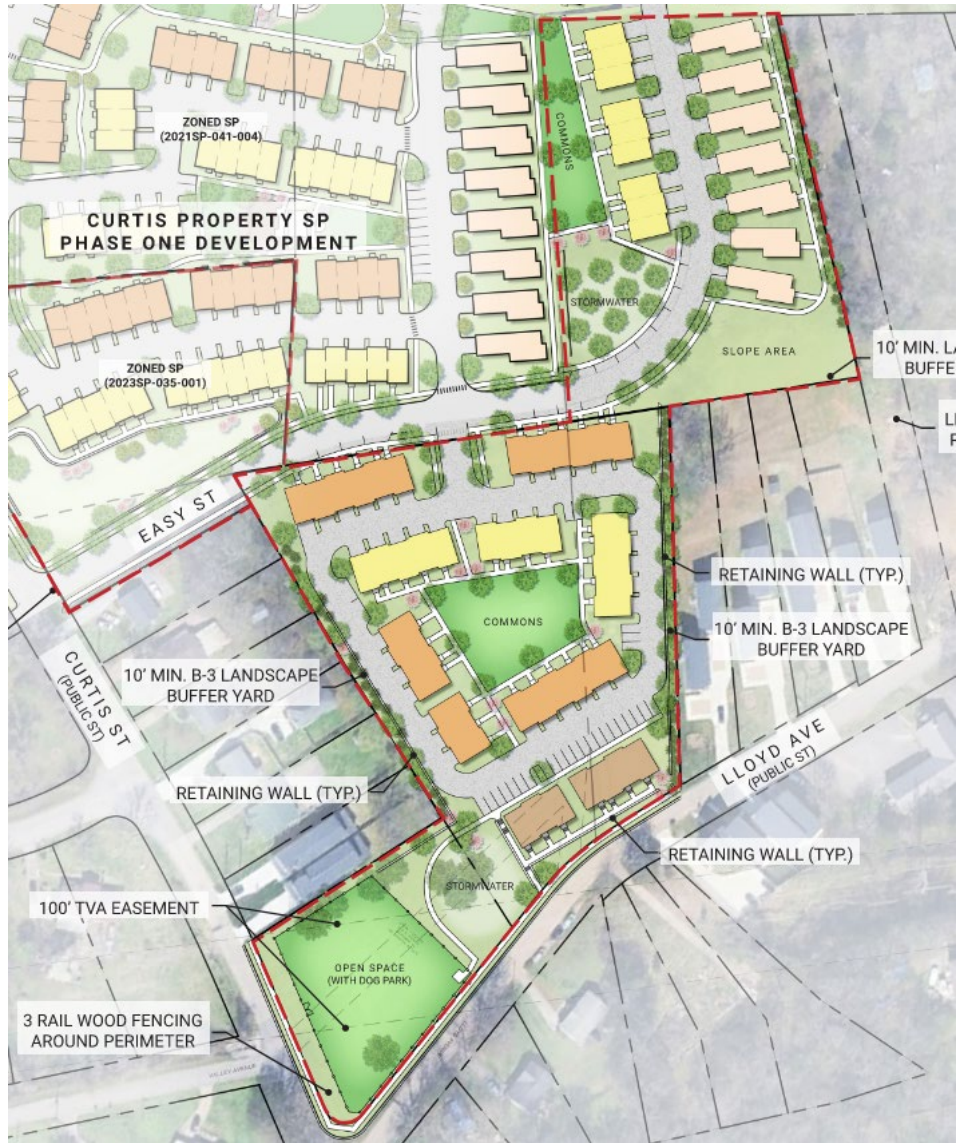 ZONED SP
(2021SP-041-004)
COMMONS
CURTIS PROPERTY SP
PHASE ONE DEVELOPMENT
STORMWATER
SLOPE AREA
10' MIN. LA
BUFFE
ZONED SP
(2023SP-035-001)
EASY ST
RETAINING WALL (TYP.)
COMMONS
10' MIN. B-3 LANDSCAPE
BUFFER YARD
10' MIN. B-3 LANDSCAPE
BUFFER YARD
CURTIS ST
(PUBLIC ST)
LLOYD AVE
(PUBLIC ST)
RETAINING WALL (TYP.)
RETAINING WALL (TYP.)
STORMWATER
100' TVA EASEMENT
OPEN SPACE
(WITH DOG PARK)
3 RAIL WOOD FENCING
AROUND PERIMETER